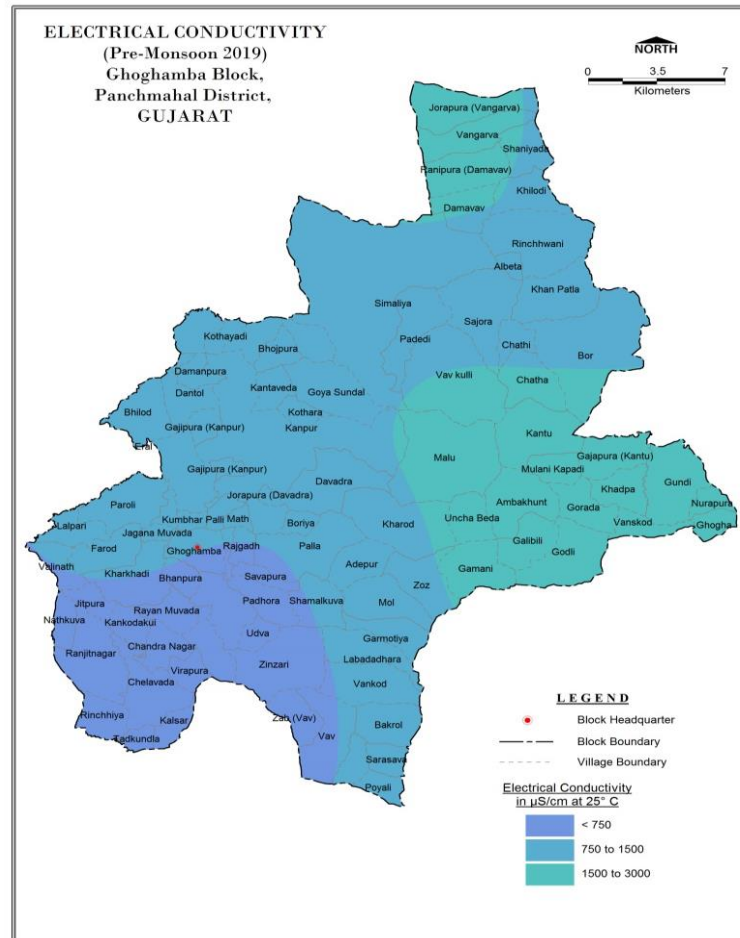 ELECTRICAL CONDUCTIVITY
(Pre-Monsoon 2019)
Ghoghamba Block,
Panchmahal District,
GUJARAT
NORTH
0 3.5 7
Kilometers
Jorapura (Vangarva)
Vangarva
Shaniyada
Ranipura (Damavav)
Khilodi
Damavav
Rinchhwani
Albeta
Khan Patla
Simaliya
Sajora
Kothayadi
Padedi
Chathi
Bhojpura
Bor
Damanpura
Vav kulli
Chatha
Dantol
Kantaveda
Goya Sundal
Bhilod
Kothara
Gajipura (Kanpur)
Kanpur
Kantu
Eral
Malu
Gajapura (Kantu)
Mulani Kapadi
Gajipura (Kanpur)
Davadra
Khadpa
Gundi
Jorapura (Davadra)
Ambakhunt
Gorada
Nurapura
Paroli
Kumbhar Palli
Math
Boriya
Kharod
Uncha Beda
Vanskod
Ghogha
Lalpari
Jagana Muvada
Galibili
Farod
Ghoghamba
Rajgadh
Palla
Godli
Valinath
Adepur
Gamani
Kharkhadi
Bhanpura
Savapura
Zoz
Jitpura
Padhora
Shamalkuva
Mol
Rayan Muvada
Nathkuva
Kankodakui
Udva
Garmotiya
Ranjitnagar
Chandra Nagar
Zinzari
Labadadhara
Virapura
Chelavada
Vankod
Rinchhiya
Kalsar
Zab (Vav)
Bakrol
Tadkundla
Vav
Sarasava
Poyali
LEGEND
Block Headquarter
Block Boundary
Village Boundary
Electrical Conductivity
in µS/cm at 25° C
< 750
750 to 1500
1500 to 3000